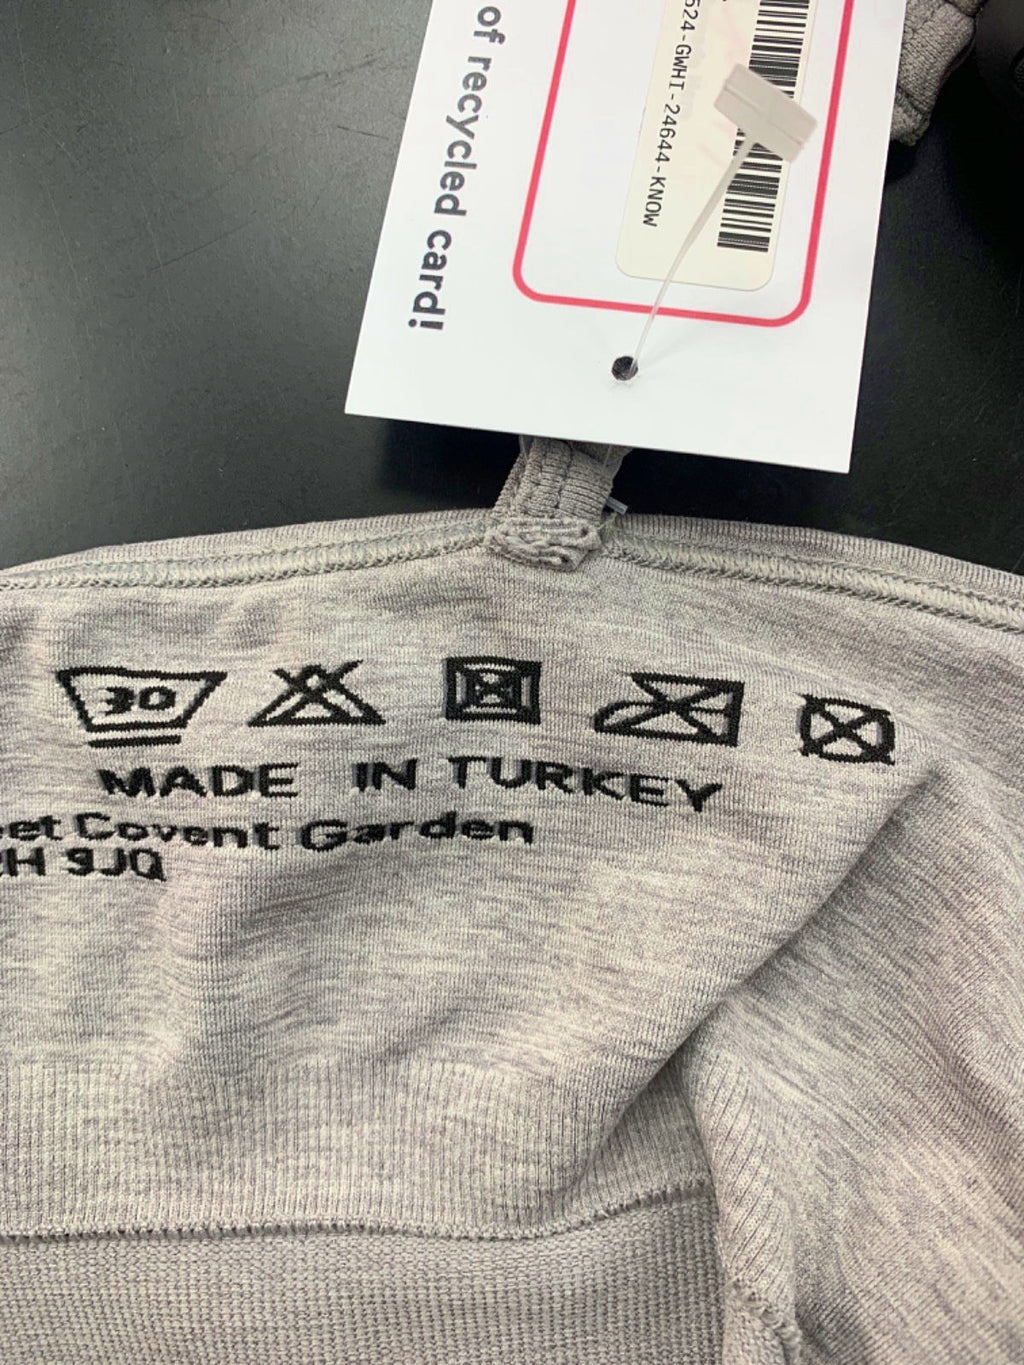 of recycled card!
524-GWHI-24644-KNOW
30
MADE IN TURKEY
eet Covent Garden
H 9JQ